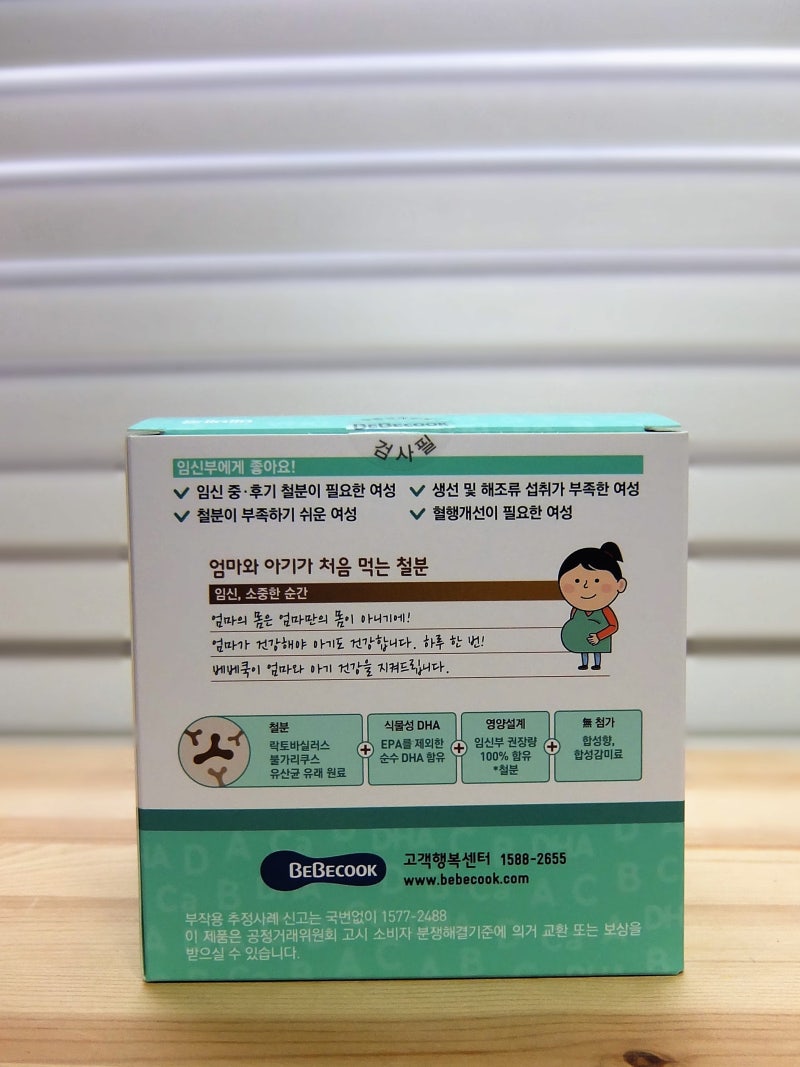 BEBECOOK
검사필
임신부에게 좋아요!
임신 중·후기 철분이 필요한 여성
생선 및 해조류 섭취가 부족한 여성
철분이 부족하기 쉬운 여성
혈행개선이 필요한 여성
엄마와 아기가 처음 먹는 철분
임신, 소중한 순간
엄마의 몸은 엄마만의 몸이 아니기에!
엄마가 건강해야 아기도 건강합니다. 하루 한 번!
베베쿡이 엄마와 아기 건강을 지켜드립니다.
철분
락토바실러스
불가리쿠스
유산균 유래 원료
식물성 DHA
EPA를 제외한
순수 DHA 함유
영양설계
임신부 권장량
100% 함유
*철분
無 첨가
합성향,
합성감미료
BEBECOOK
고객행복센터 1588-2655
www.bebecook.com
부작용 추정사례 신고는 국번없이 1577-2488
이 제품은 공정거래위원회 고시 소비자 분쟁해결기준에 의거 교환 또는 보상을
받으실 수 있습니다.